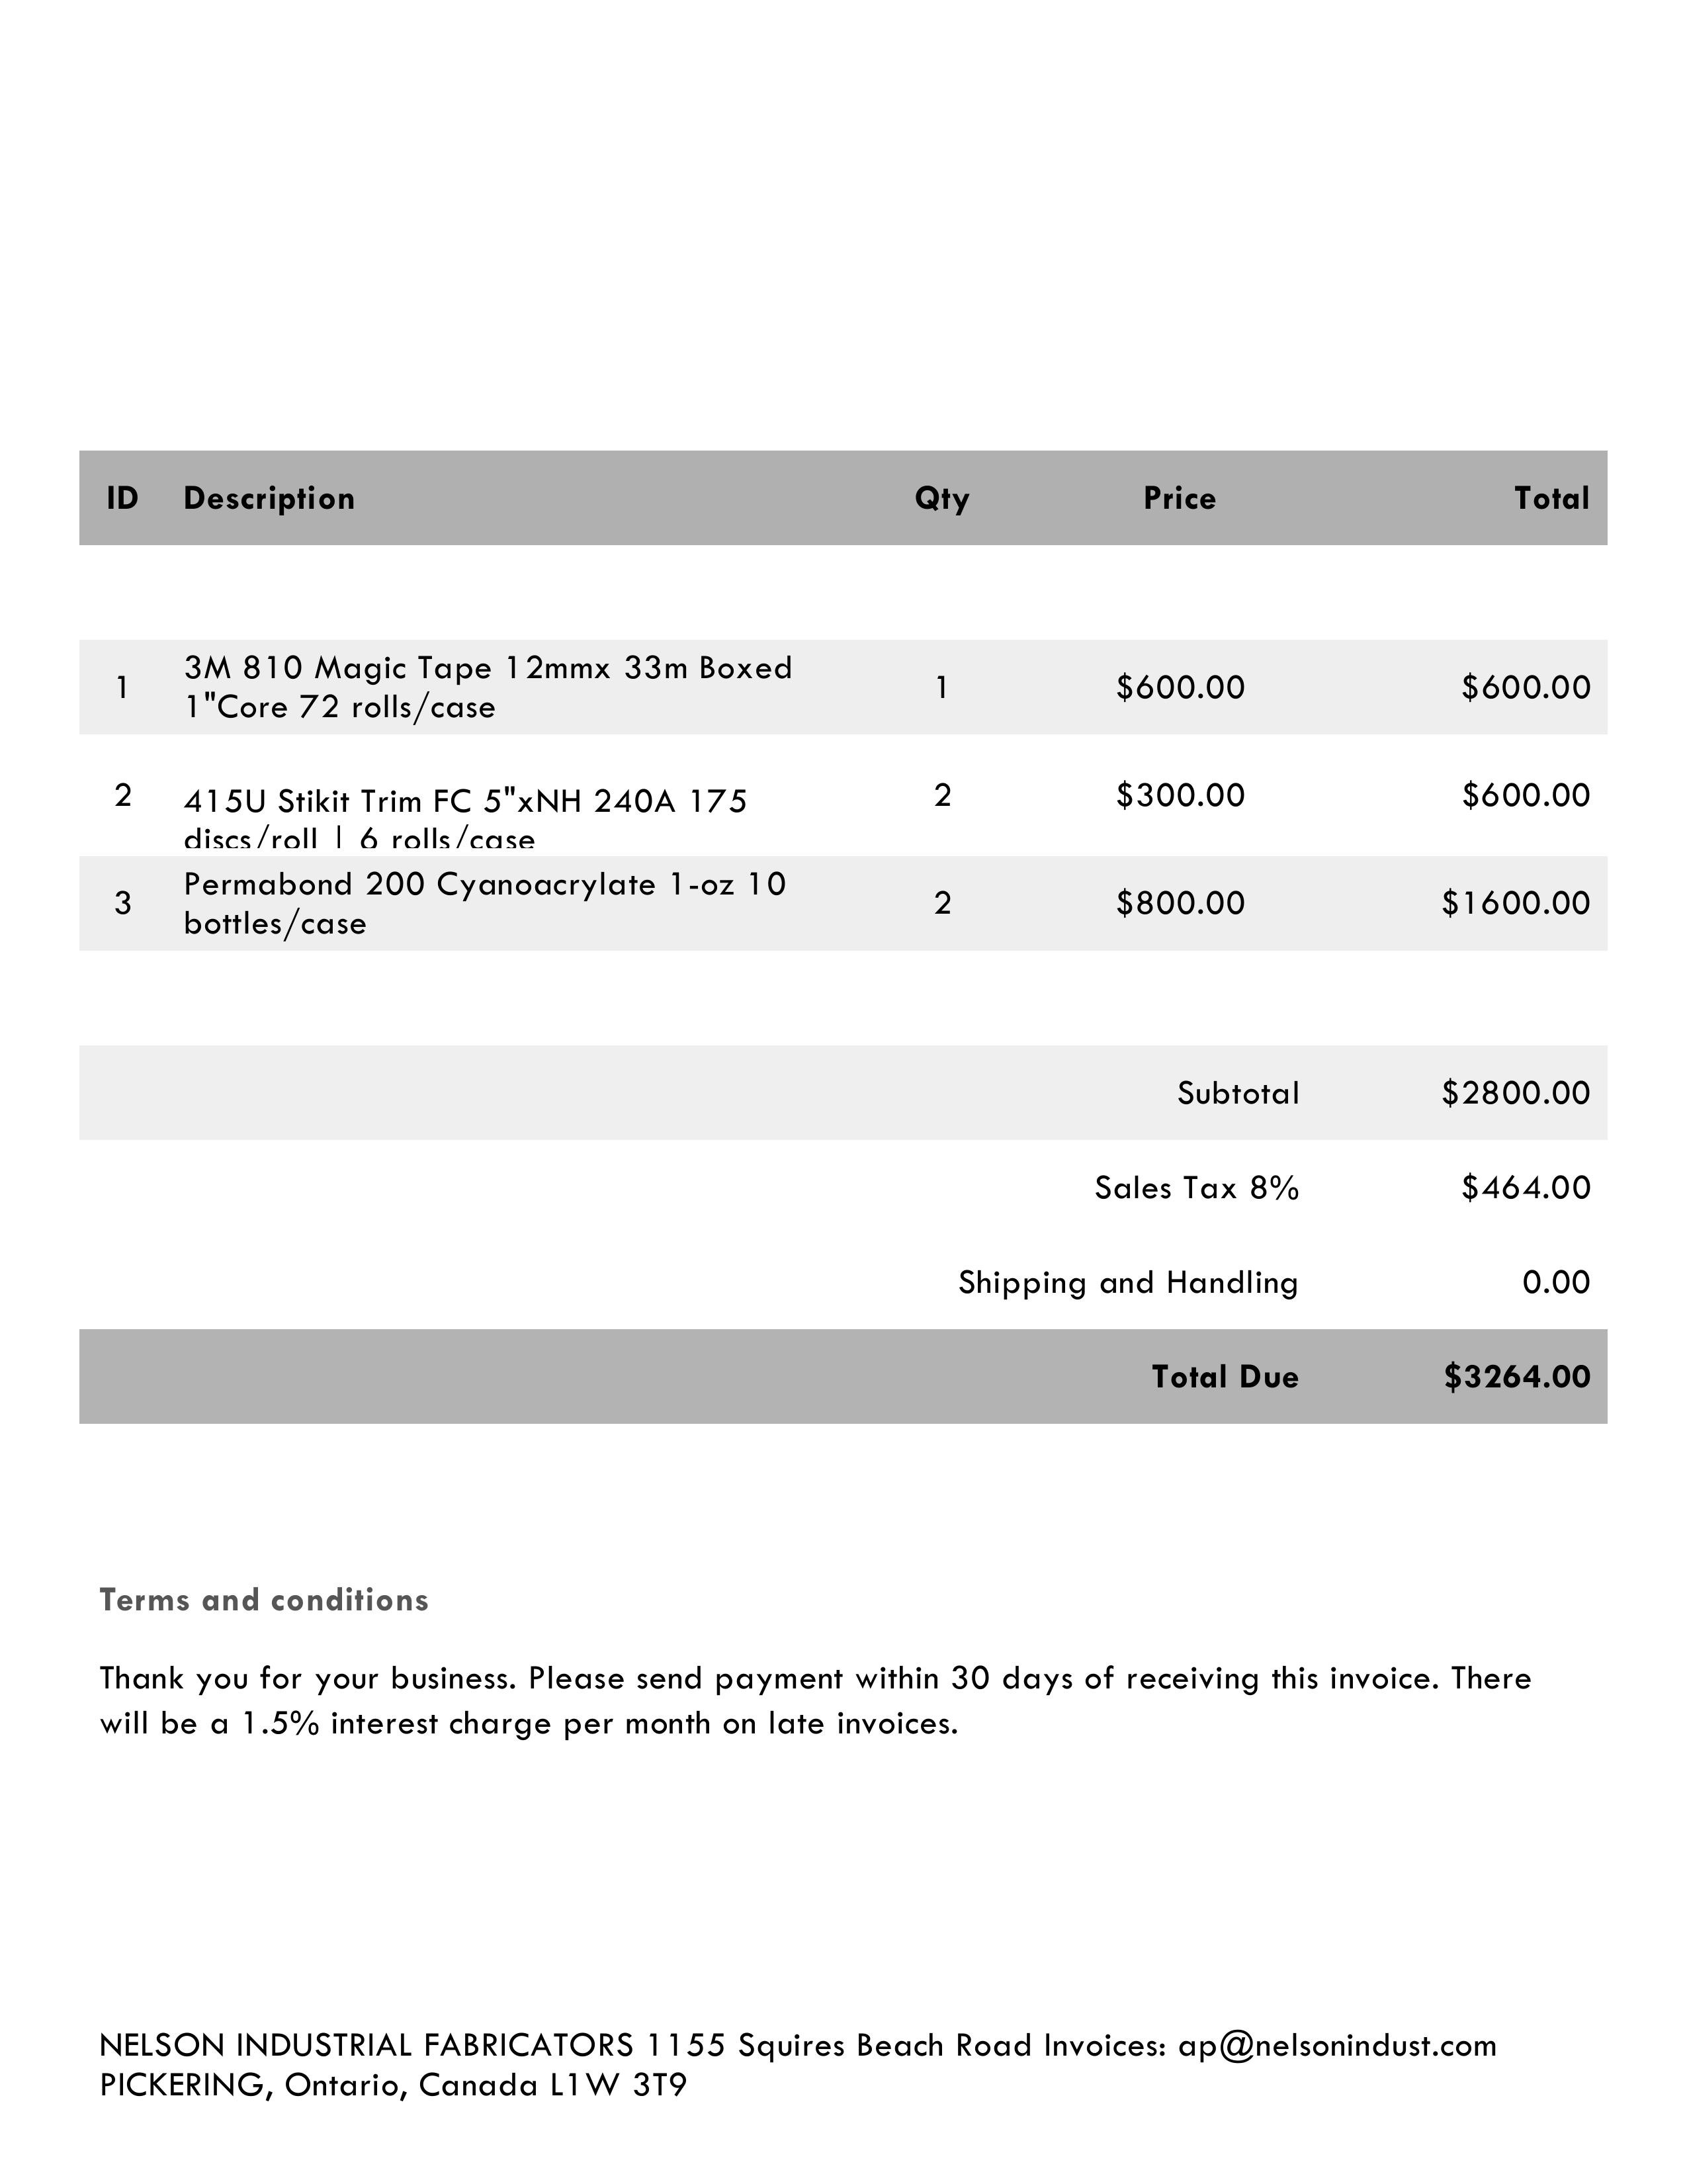 ID Description Qty Price Total
1 3M 810 Magic Tape 12mmx 33m Boxed 1 $600.00 $600.00
1"Core 72 rolls/case
2 415U Stikit Trim FC 5"xNH 240A 175 2 $300.00 $600.00
discs/roll | 6 rolls/case
3 Permabond 200 Cyanoacrylate 1-oz 10 2 $800.00 $1600.00
bottles/case
Subtotal $2800.00
Sales Tax 8% $464.00
Shipping and Handling 0.00
Total Due $3264.00
Terms and conditions
Thank you for your business. Please send payment within 30 days of receiving this invoice. There
will be a 1.5% interest charge per month on late invoices.
NELSON INDUSTRIAL FABRICATORS 1155 Squires Beach Road Invoices: ap@nelsonindust.com
PICKERING, Ontario, Canada L1W 3T9